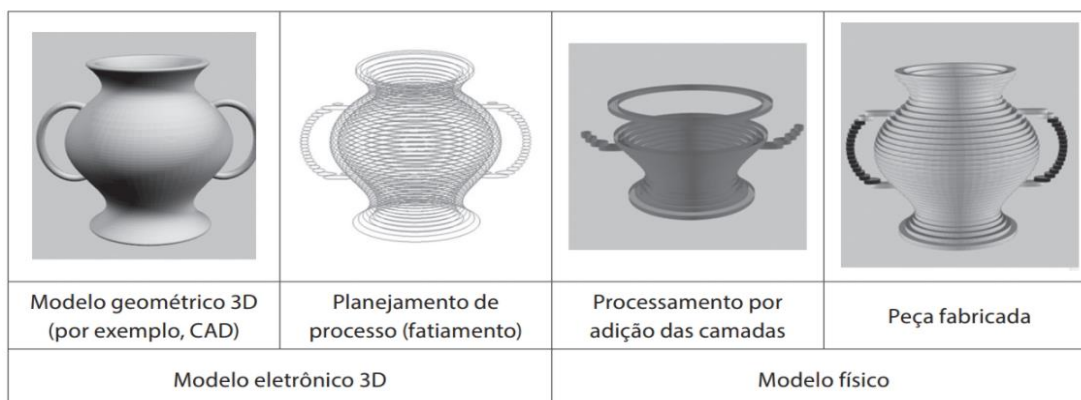 Modelo geométrico 3D
(por exemplo, CAD)
Planejamento de
processo (fatiamento)
Processamento por
adição das camadas
Peça fabricada
Modelo eletrônico 3D
Modelo físico